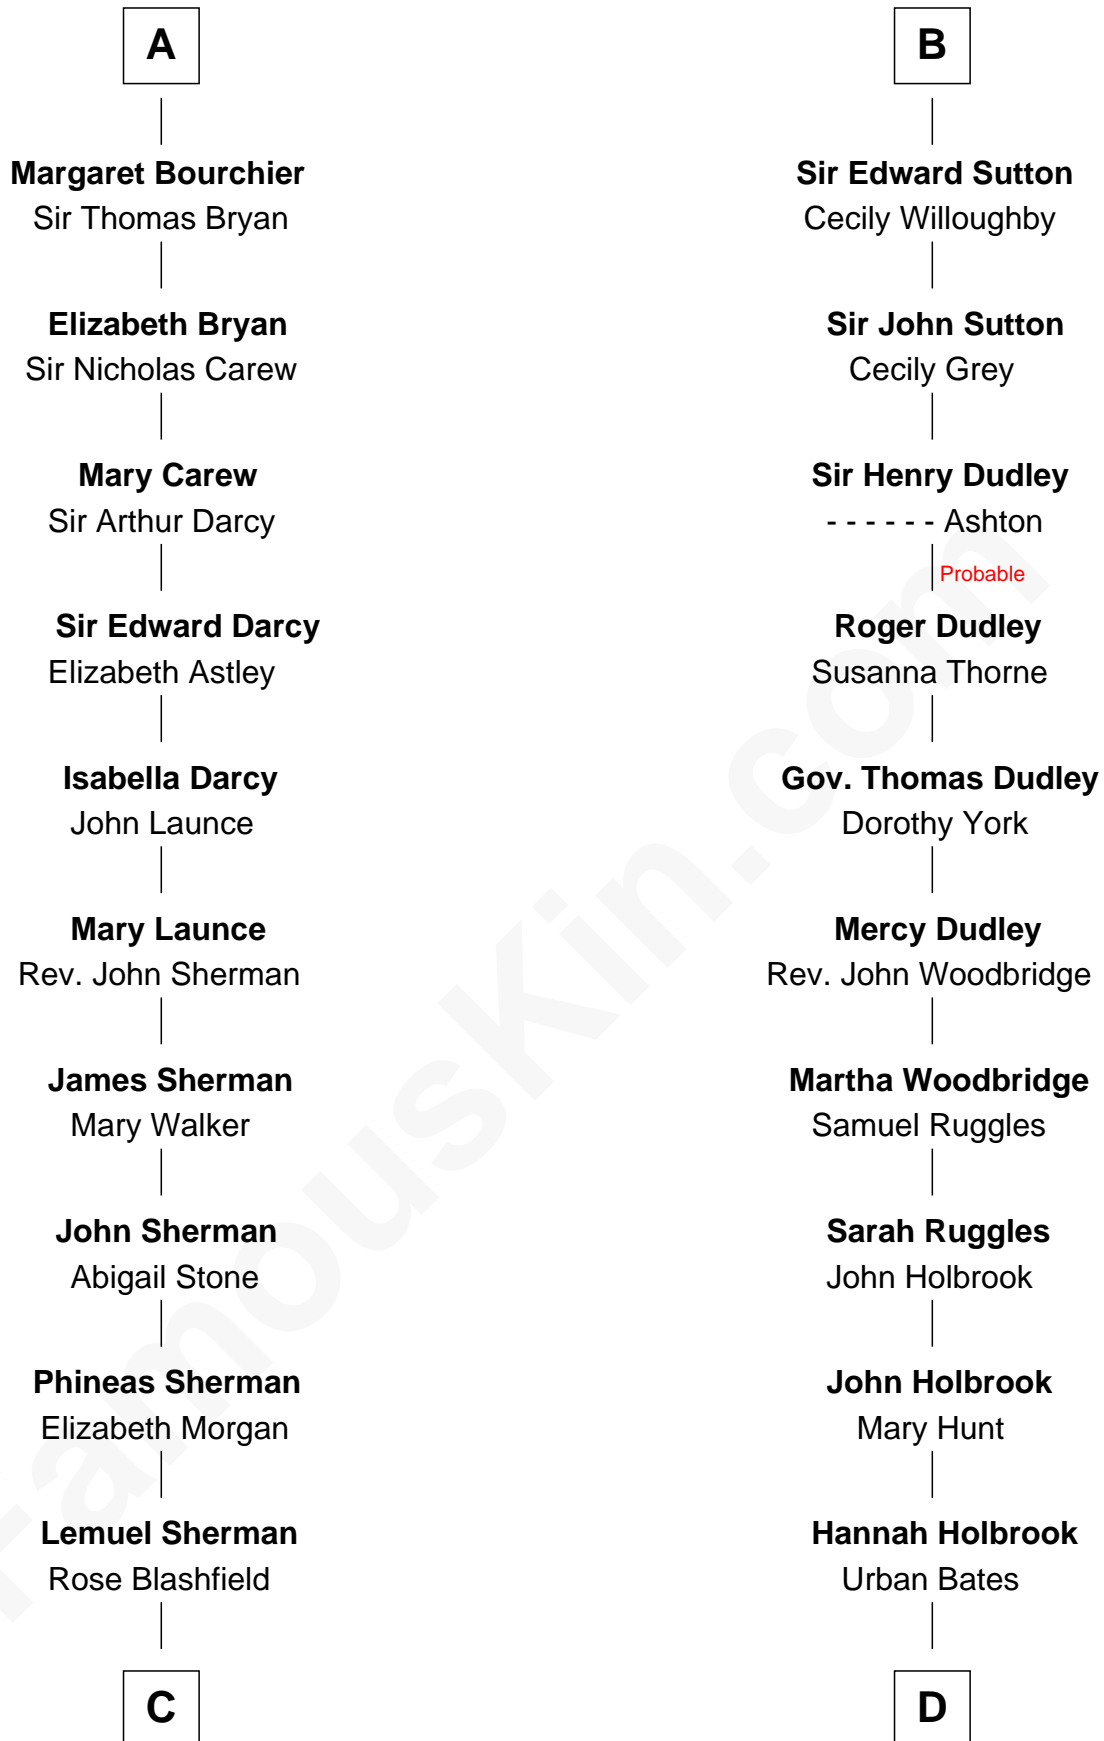 A
Margaret Bourchier
Sir Thomas Bryan
Elizabeth Bryan
Sir Nicholas Carew
Mary Carew
Sir Arthur Darcy
Sir Edward Darcy
Elizabeth Astley
Isabella Darcy
John Launce
Mary Launce
Rev. John Sherman
James Sherman
Mary Walker
John Sherman
Abigail Stone
Phineas Sherman
Elizabeth Morgan
Lemuel Sherman
Rose Blashfield
C
B
Sir Edward Sutton
Cecily Willoughby
Sir John Sutton
Cecily Grey
Sir Henry Dudley
- - - - - - Ashton
Probable
Roger Dudley
Susanna Thorne
Gov. Thomas Dudley
Dorothy York
Mercy Dudley
Rev. John Woodbridge
Martha Woodbridge
Samuel Ruggles
Sarah Ruggles
John Holbrook
John Holbrook
Mary Hunt
Hannah Holbrook
Urban Bates
D
FamousKin.com